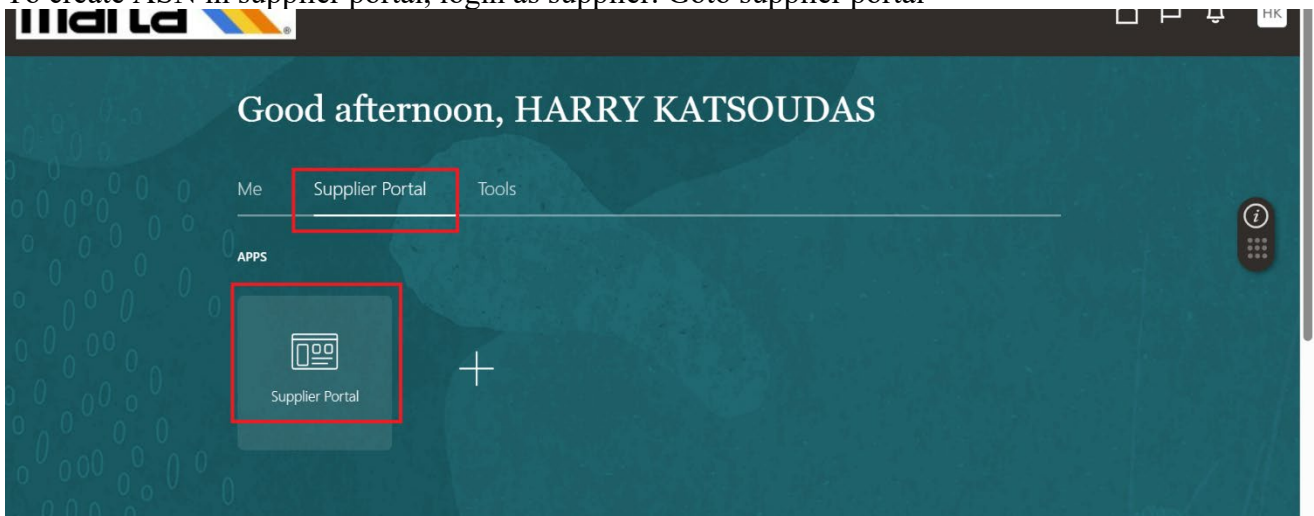 To create ASN in supplier portal, login as supplier. Goto supplier portal
marta
HK
Good afternoon, HARRY KATSOUDAS
Me Supplier Portal Tools
APPS
Supplier Portal